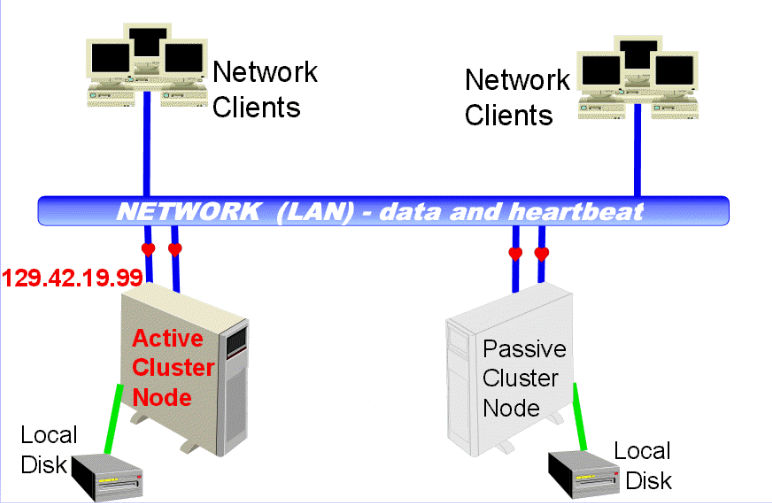 Network
Clients
Network
Clients
NETWORK (LAN) - data and heartbeat
129.42.19.99
Active
Cluster
Node
Passive
Cluster
Node
Local
Disk
Local
Disk